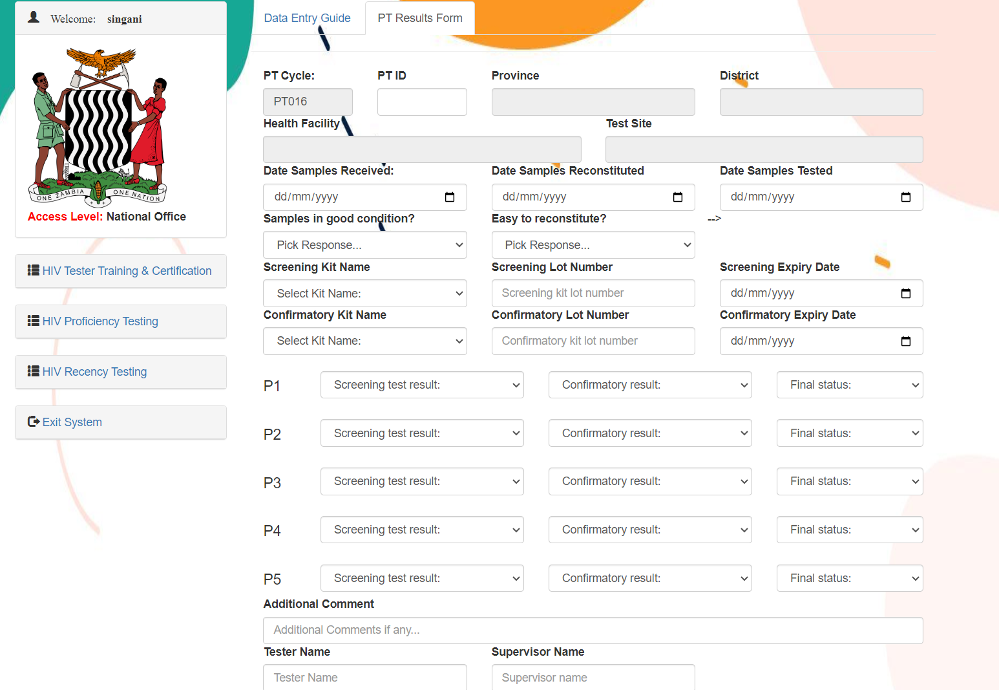 Welcome: singani
ONE ZAMBIA ONE NATION
Access Level: National Office
HIV Tester Training & Certification
HIV Proficiency Testing
HIV Recency Testing
Exit System
Data Entry Guide PT Results Form
PT Cycle: PT ID Province District
PT016
Health Facility Test Site
Date Samples Received: Date Samples Reconstituted Date Samples Tested
dd/mm/yyyy dd/mm/yyyy dd/mm/yyyy
Samples in good condition? Easy to reconstitute? -->
Pick Response... Pick Response...
Screening Kit Name Screening Lot Number Screening Expiry Date
Select Kit Name: Screening kit lot number dd/mm/yyyy
Confirmatory Kit Name Confirmatory Lot Number Confirmatory Expiry Date
Select Kit Name: Confirmatory kit lot number dd/mm/yyyy
P1 Screening test result: Confirmatory result: Final status:
P2 Screening test result: Confirmatory result: Final status:
P3 Screening test result: Confirmatory result: Final status:
P4 Screening test result: Confirmatory result: Final status:
P5 Screening test result: Confirmatory result: Final status:
Additional Comment
Additional Comments if any...
Tester Name Supervisor Name
Tester Name Supervisor name